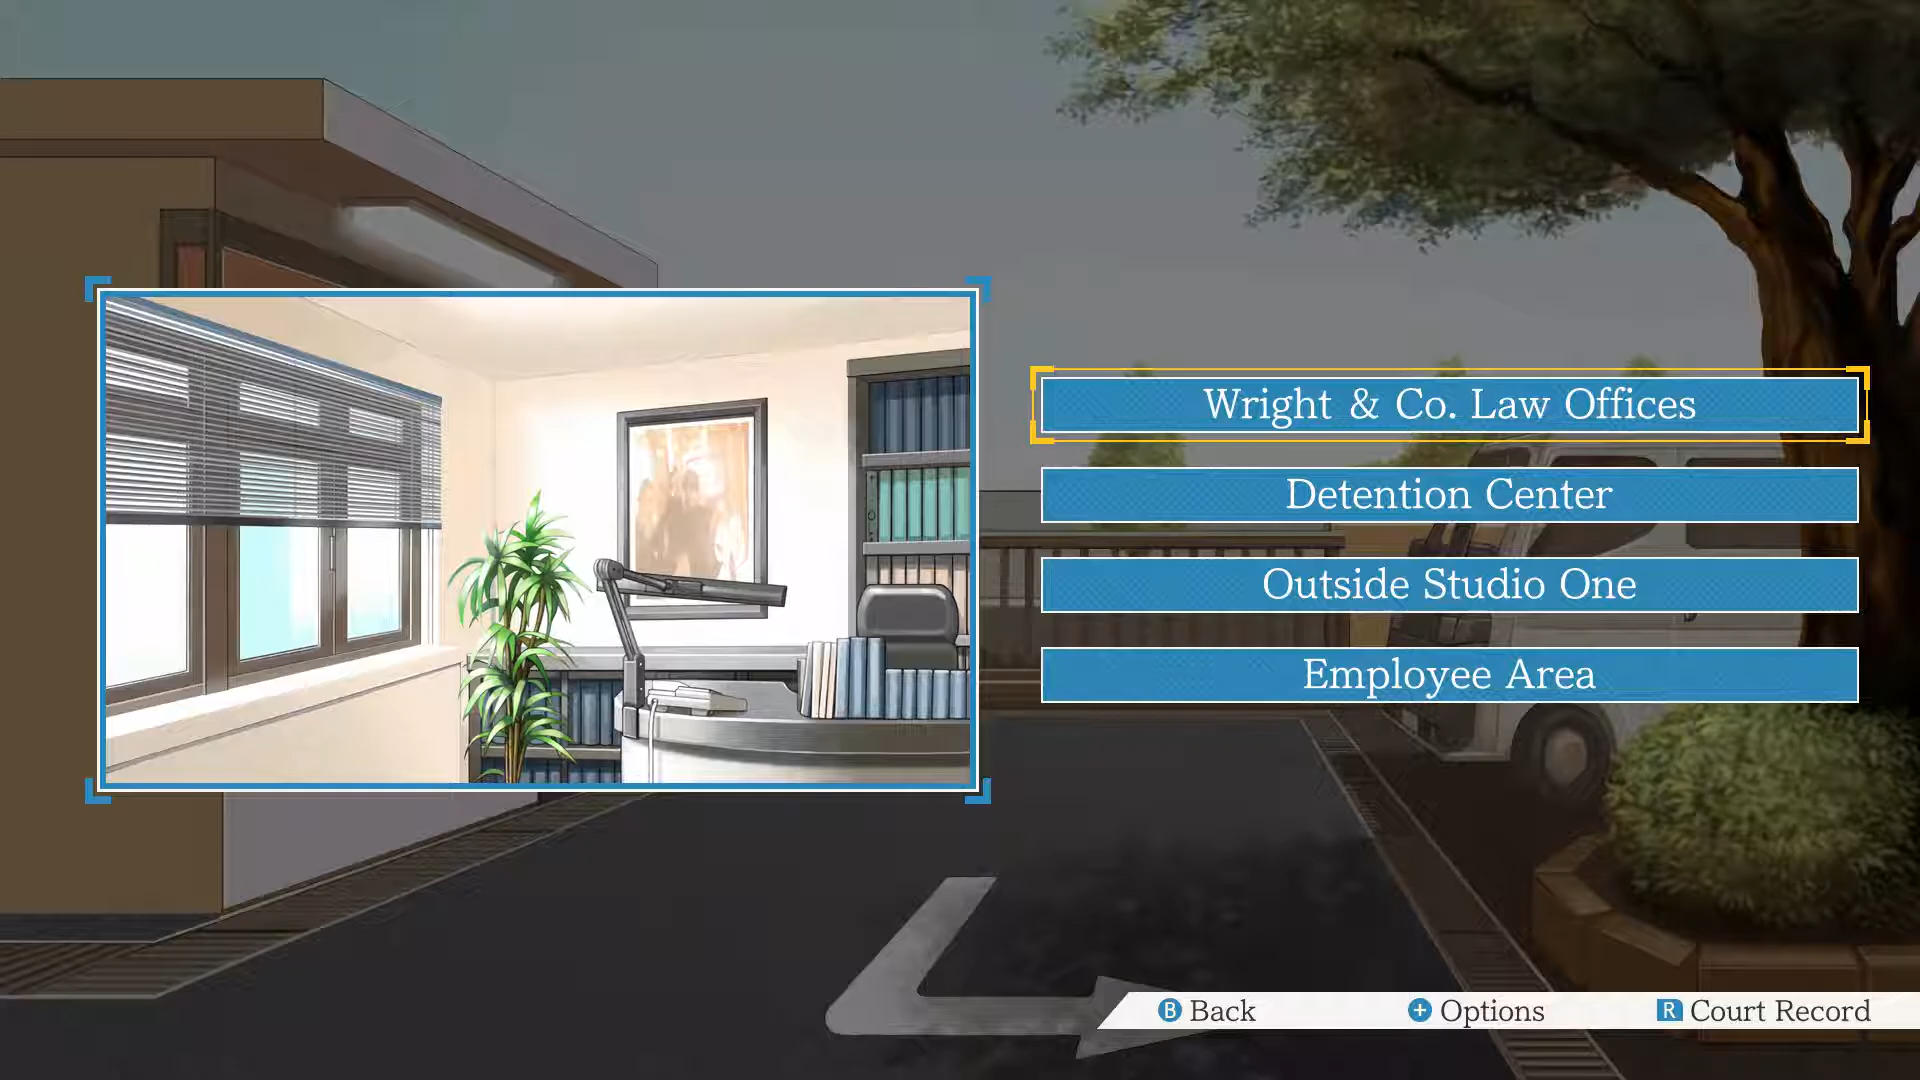 Wright & Co. Law Offices
Detention Center
Outside Studio One
Employee Area
B Back
+ Options
R Court Record